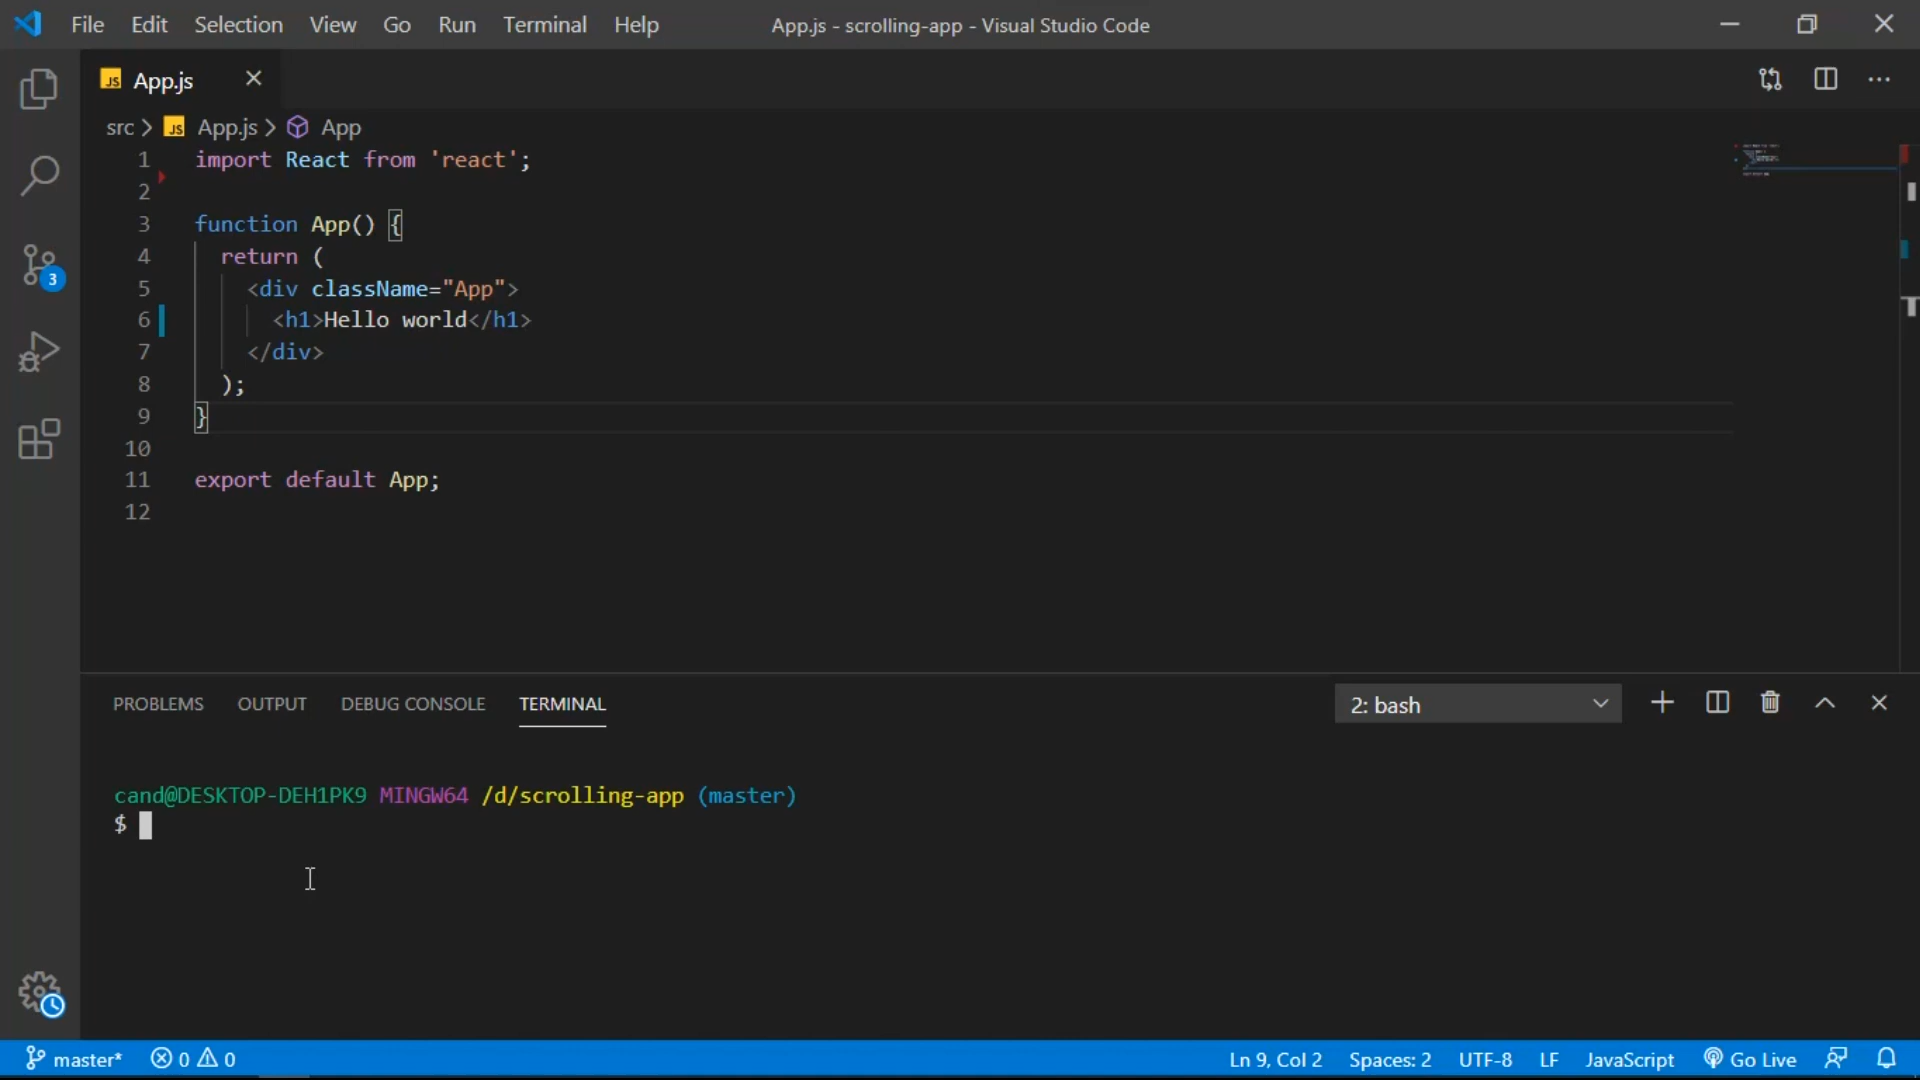 File Edit Selection View Go Run Terminal Help App.js - scrolling-app - Visual Studio Code
JS App.js
src > JS App.js > App
1 import React from 'react';
2
3 function App() {
4 return (
5 <div className="App">
6 <h1>Hello world</h1>
7 </div>
8 );
9 }
10
11 export default App;
12
3
PROBLEMS OUTPUT DEBUG CONSOLE TERMINAL 2: bash
cand@DESKTOP-DEH1PK9 MINGW64 /d/scrolling-app (master)
$
master* 0 0 Ln 9, Col 2 Spaces: 2 UTF-8 LF JavaScript Go Live